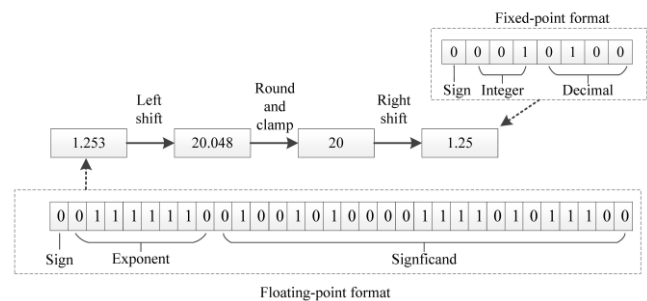 Fixed-point format
0 0 0 1 0 1 0 0
Sign Integer Decimal
Left shift
Round and clamp
Right shift
1.253 20.048 20 1.25
0 0 1 1 1 1 1 1 0 0 1 0 0 1 0 1 0 0 0 0 1 1 1 1 0 1 0 1 1 1 0 0
Sign Exponent Signficand
Floating-point format